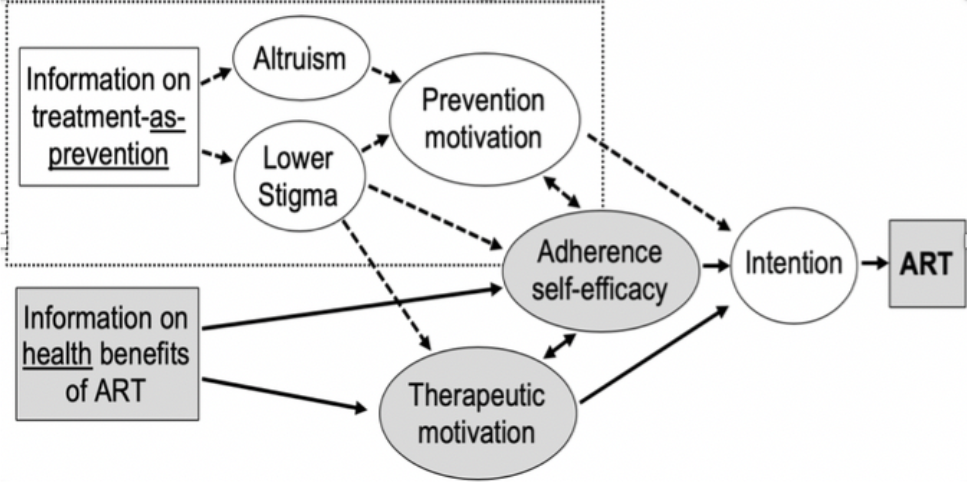 Information on
treatment-as-
prevention
Altruism
Lower
Stigma
Prevention
motivation
Adherence
self-efficacy
Intention
ART
Information on
health benefits
of ART
Therapeutic
motivation